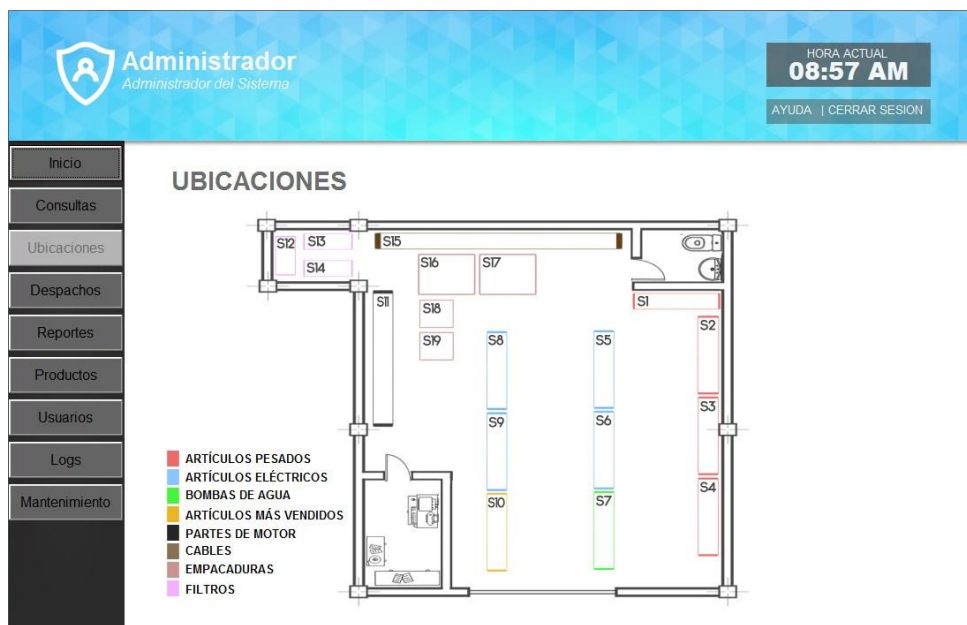 Administrador
Administrador del Sistema
HORA ACTUAL
08:57 AM
AYUDA | CERRAR SESION
Inicio
Consultas
Ubicaciones
Despachos
Reportes
Productos
Usuarios
Logs
Mantenimiento
UBICACIONES
S12 S13 S15
S14
S16 S17
S11 S18 S1
S2
S19 S8 S5
S3
S9 S6
S4
S10 S7
ARTÍCULOS PESADOS
ARTÍCULOS ELÉCTRICOS
BOMBAS DE AGUA
ARTÍCULOS MÁS VENDIDOS
PARTES DE MOTOR
CABLES
EMPACADURAS
FILTROS